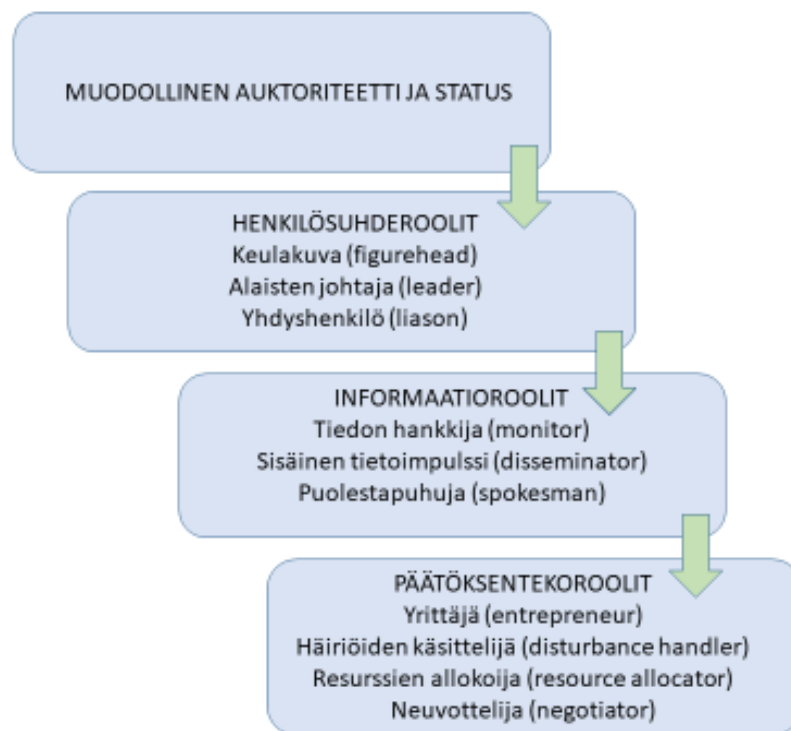 MUODOLLINEN AUKTORITEETTI JA STATUS
HENKILÖSUHDEROOLIT
Keulakuva (figurehead)
Alaisten johtaja (leader)
Yhdyshenkilö (liason)
INFORMAATIOROOLIT
Tiedon hankkija (monitor)
Sisäinen tietoimpulssi (disseminator)
Puolestapuhuja (spokesman)
PÄÄTÖKSENTEKOROOLIT
Yrittäjä (entrepreneur)
Häiriöiden käsittelijä (disturbance handler)
Resurssien allokoija (resource allocator)
Neuvottelija (negotiator)